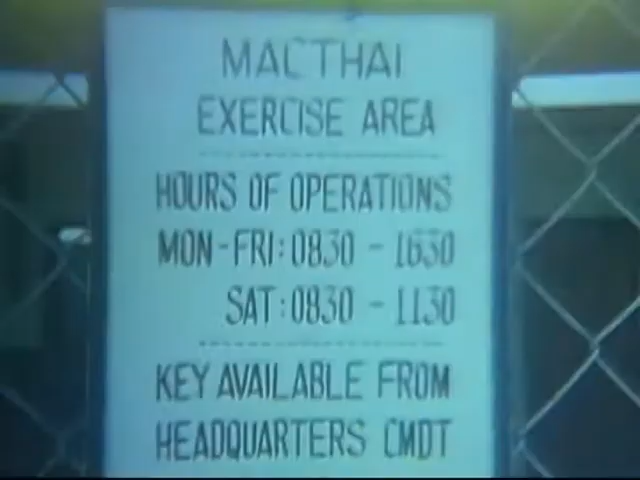 MACTHAI
EXERCISE AREA
HOURS OF OPERATIONS
MON-FRI: 0830 - 1630
SAT: 0830 - 1130
KEY AVAILABLE FROM
HEADQUARTERS CMDT